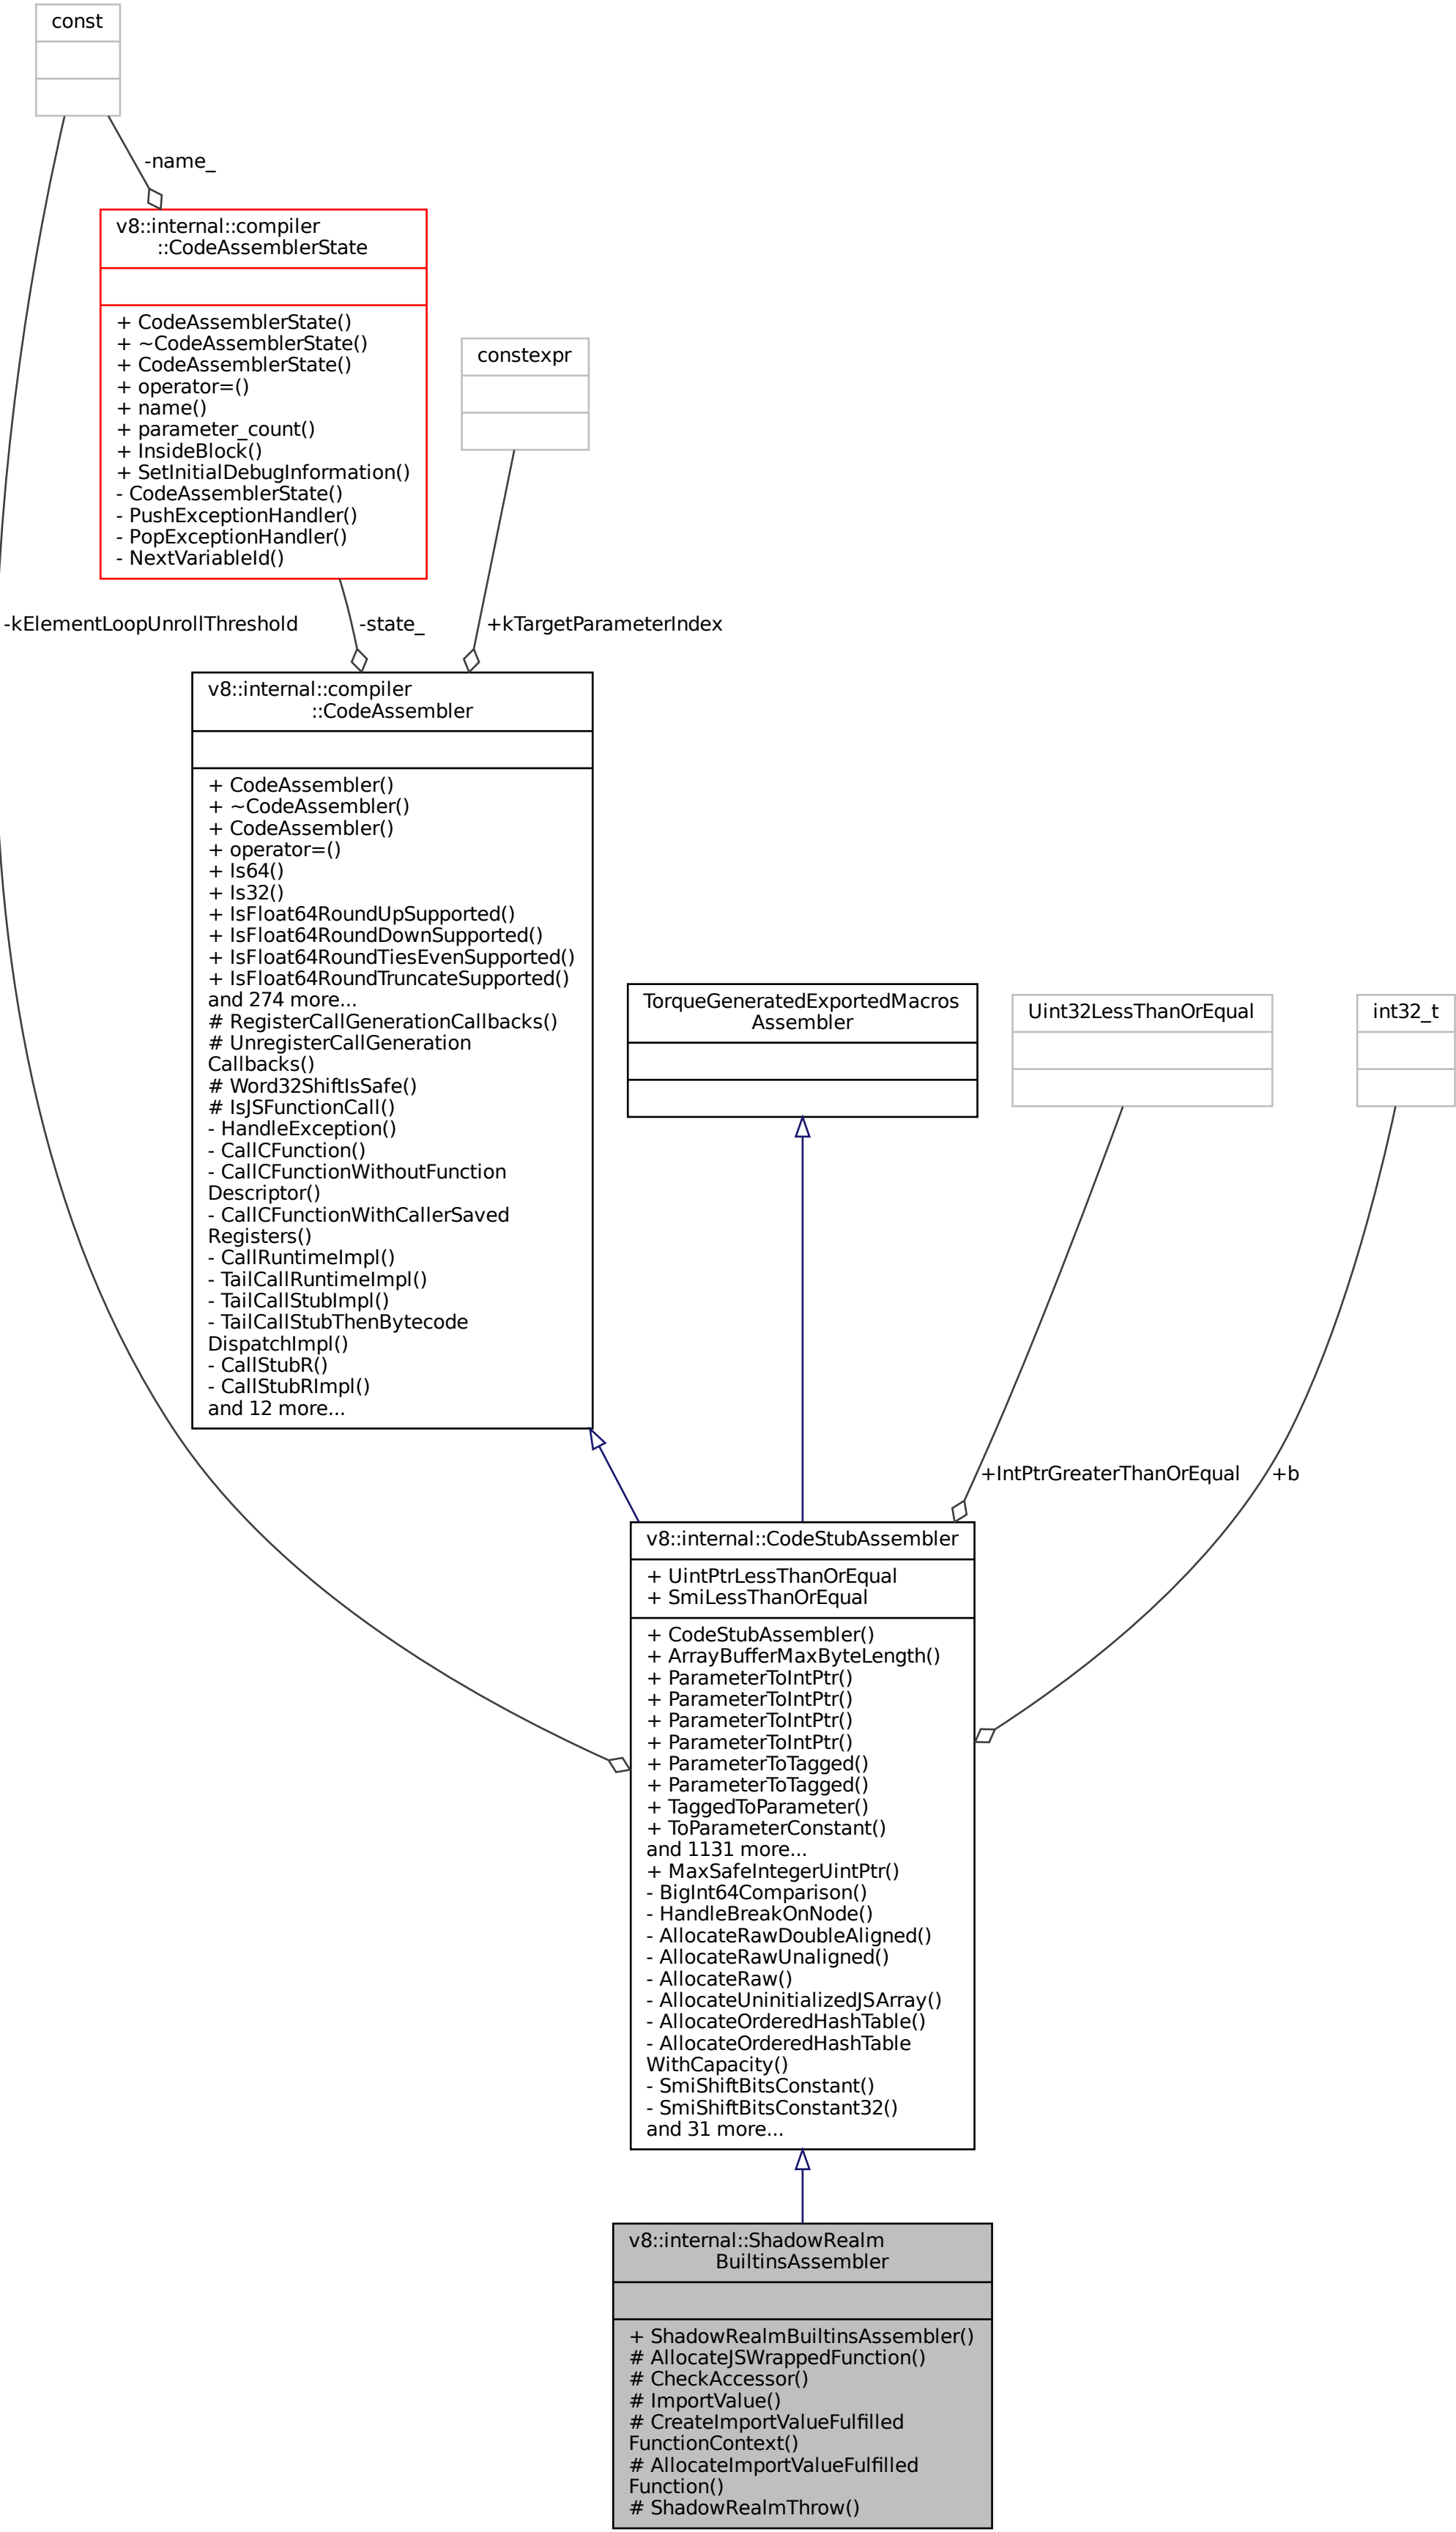 const
-name_
v8::internal::compiler
::CodeAssemblerState
+ CodeAssemblerState()
+ ~CodeAssemblerState()
+ CodeAssemblerState()
+ operator=()
+ name()
+ parameter_count()
+ InsideBlock()
+ SetInitialDebugInformation()
- CodeAssemblerState()
- PushExceptionHandler()
- PopExceptionHandler()
- NextVariableId()
constexpr
-kElementLoopUnrollThreshold
-state_
+kTargetParameterIndex
v8::internal::compiler
::CodeAssembler
+ CodeAssembler()
+ ~CodeAssembler()
+ CodeAssembler()
+ operator=()
+ Is64()
+ Is32()
+ IsFloat64RoundUpSupported()
+ IsFloat64RoundDownSupported()
+ IsFloat64RoundTiesEvenSupported()
+ IsFloat64RoundTruncateSupported()
and 274 more...
# RegisterCallGenerationCallbacks()
# UnregisterCallGeneration
Callbacks()
# Word32ShiftIsSafe()
# IsJSFunctionCall()
- HandleException()
- CallCFunction()
- CallCFunctionWithoutFunction
Descriptor()
- CallCFunctionWithCallerSaved
Registers()
- CallRuntimeImpl()
- TailCallRuntimeImpl()
- TailCallStubImpl()
- TailCallStubThenBytecode
DispatchImpl()
- CallStubR()
- CallStubRImpl()
and 12 more...
TorqueGeneratedExportedMacros
Assembler
Uint32LessThanOrEqual
int32_t
+IntPtrGreaterThanOrEqual
+b
v8::internal::CodeStubAssembler
+ UintPtrLessThanOrEqual
+ SmiLessThanOrEqual
+ CodeStubAssembler()
+ ArrayBufferMaxByteLength()
+ ParameterToIntPtr()
+ ParameterToIntPtr()
+ ParameterToIntPtr()
+ ParameterToIntPtr()
+ ParameterToTagged()
+ ParameterToTagged()
+ TaggedToParameter()
+ ToParameterConstant()
and 1131 more...
+ MaxSafeIntegerUintPtr()
- BigInt64Comparison()
- HandleBreakOnNode()
- AllocateRawDoubleAligned()
- AllocateRawUnaligned()
- AllocateRaw()
- AllocateUninitializedJSArray()
- AllocateOrderedHashTable()
- AllocateOrderedHashTable
WithCapacity()
- SmiShiftBitsConstant()
- SmiShiftBitsConstant32()
and 31 more...
v8::internal::ShadowRealm
BuiltinsAssembler
+ ShadowRealmBuiltinsAssembler()
# AllocateJSWrappedFunction()
# CheckAccessor()
# ImportValue()
# CreateImportValueFulfilled
FunctionContext()
# AllocateImportValueFulfilled
Function()
# ShadowRealmThrow()